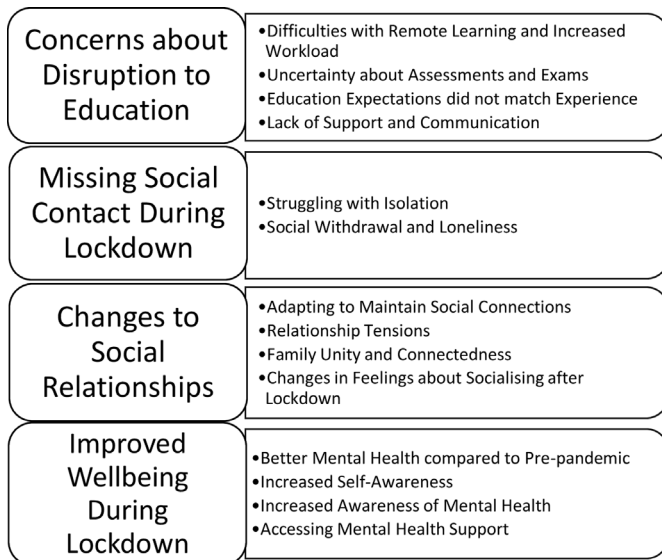 Concerns about
Disruption to
Education
•Difficulties with Remote Learning and Increased
Workload
•Uncertainty about Assessments and Exams
•Education Expectations did not match Experience
•Lack of Support and Communication
Missing Social
Contact During
Lockdown
•Struggling with Isolation
•Social Withdrawal and Loneliness
Changes to
Social
Relationships
•Adapting to Maintain Social Connections
•Relationship Tensions
•Family Unity and Connectedness
•Changes in Feelings about Socialising after
Lockdown
Improved
Wellbeing
During
Lockdown
•Better Mental Health compared to Pre-pandemic
•Increased Self-Awareness
•Increased Awareness of Mental Health
•Accessing Mental Health Support